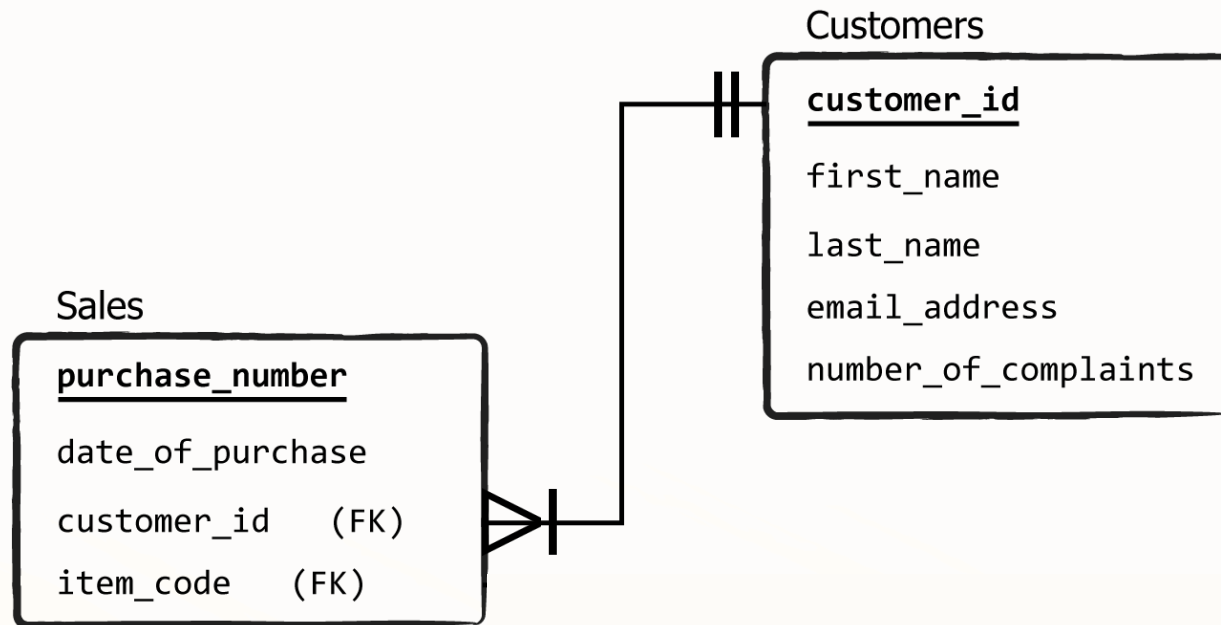 Customers
customer_id
first_name
last_name
email_address
number_of_complaints
Sales
purchase_number
date_of_purchase
customer_id (FK)
item_code (FK)